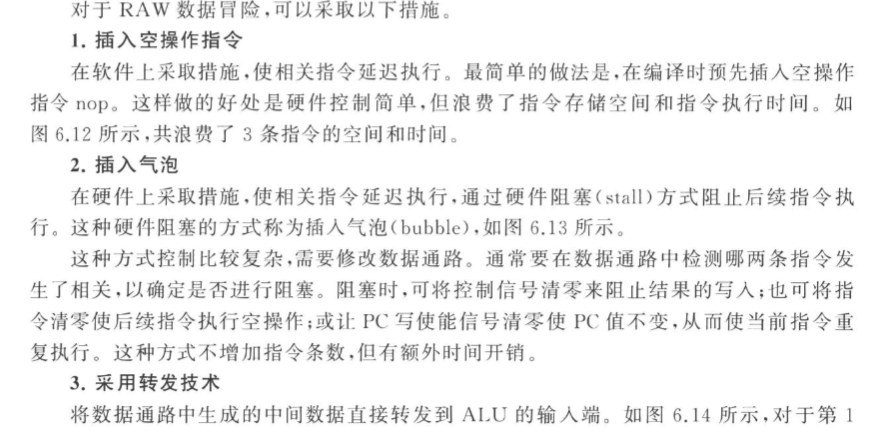 对于 RAW 数据冒险,可以采取以下措施。
1. 插入空操作指令
在软件上采取措施,使相关指令延迟执行。最简单的做法是,在编译时预先插入空操作
指令 nop。这样做的好处是硬件控制简单,但浪费了指令存储空间和指令执行时间。如
图 6.12 所示,共浪费了 3 条指令的空间和时间。
2. 插入气泡
在硬件上采取措施,使相关指令延迟执行,通过硬件阻塞(stall)方式阻止后续指令执
行。这种硬件阻塞的方式称为插入气泡(bubble),如图 6.13 所示。
这种方式控制比较复杂,需要修改数据通路。通常要在数据通路中检测哪两条指令发
生了相关,以确定是否进行阻塞。阻塞时,可将控制信号清零来阻止结果的写入;也可将指
令清零使后续指令执行空操作;或让 PC 写使能信号清零使 PC 值不变,从而使当前指令重
复执行。这种方式不增加指令条数,但有额外时间开销。
3. 采用转发技术
将数据通路中生成的中间数据直接转发到 ALU 的输入端。如图 6.14 所示,对于第 1